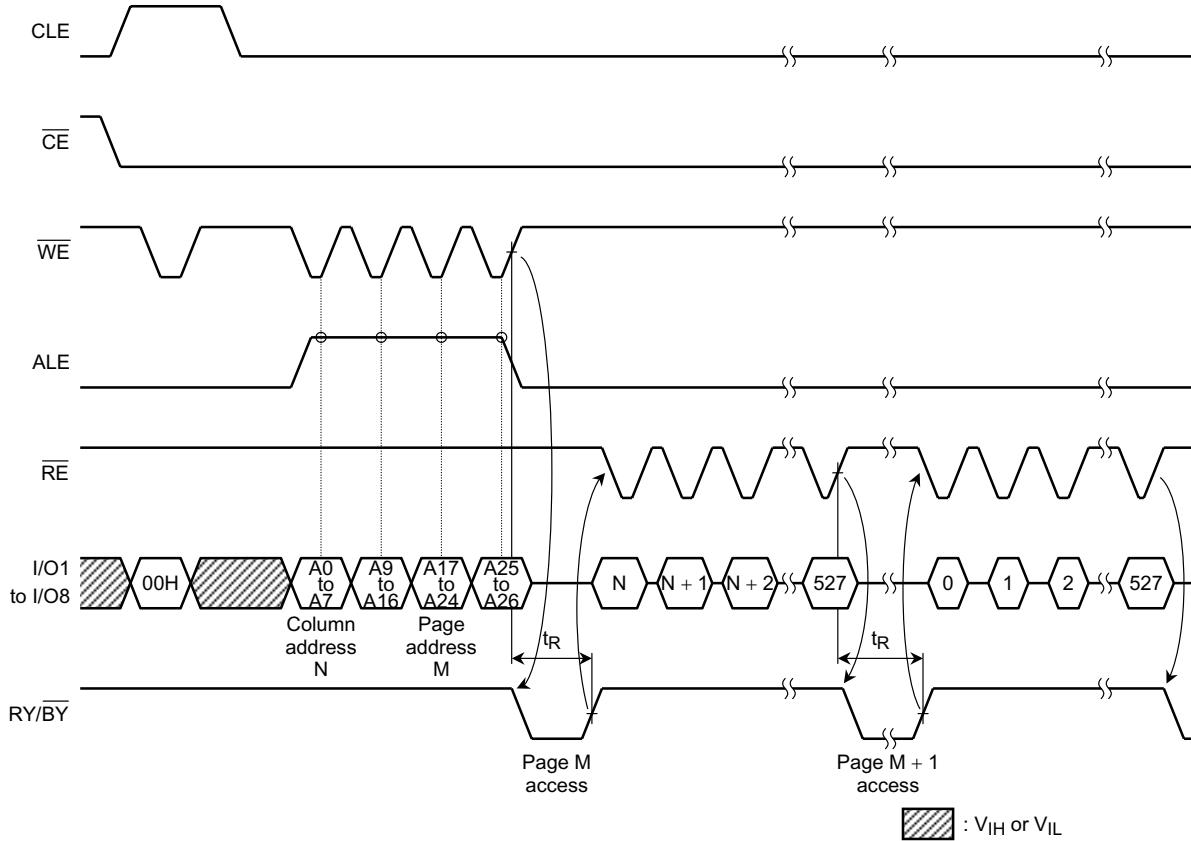 CLE
CE
WE
ALE
RE
I/O1
to I/O8
00H
A0
to
A7
A9
to
A16
A17
to
A24
A25
to
A26
N
N + 1
N + 2
527
0
1
2
527
Column
address
N
Page
address
M
tR
tR
RY/BY
Page M
access
Page M + 1
access
: VIH or VIL